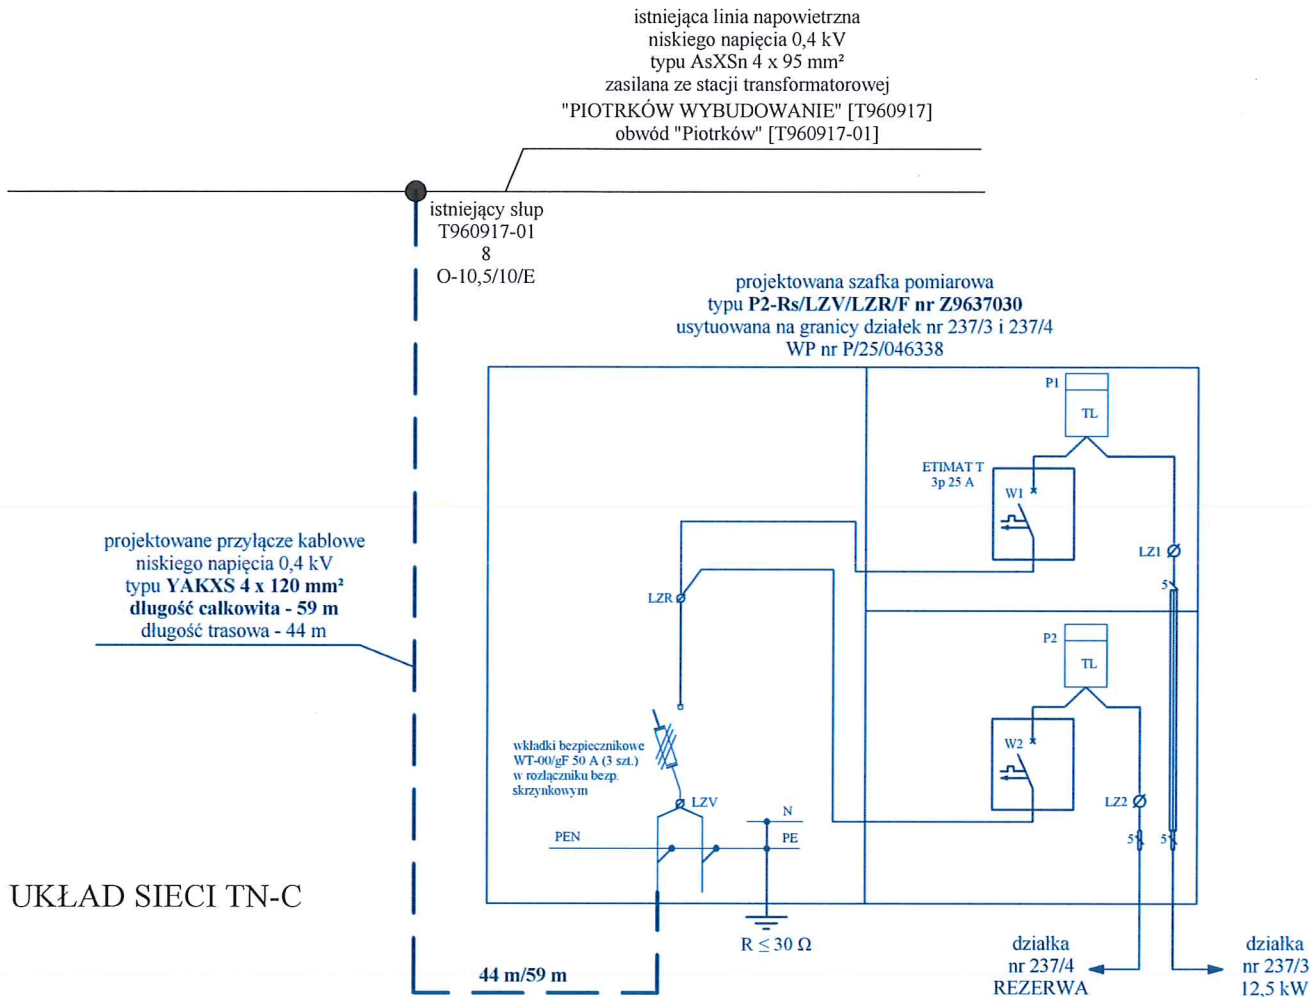 istniejąca linia napowietrzna
niskiego napięcia 0,4 kV
typu AsXSn 4 x 95 mm²
zasilana ze stacji transformatorowej
"PIOTRKÓW WYBUDOWANIE" [T960917]
obwód "Piotrków" [T960917-01]
istniejący słup
T960917-01
8
O-10,5/10/E
projektowana szafka pomiarowa
typu P2-Rs/LZV/LZR/F nr Z9637030
usytuowana na granicy działek nr 237/3 i 237/4
WP nr P/25/046338
P1
TL
ETIMAT T
3p 25 A
W1
LZ1
5
projektowane przyłącze kablowe
niskiego napięcia 0,4 kV
typu YAKXS 4 x 120 mm²
długość całkowita - 59 m
długość trasowa - 44 m
LZR
P2
TL
W2
wkładki bezpiecznikowe
WT-00/gF 50 A (3 szt.)
w rozłączniku bezp.
skrzynkowym
LZV
LZ2
N
PEN
PE
5
5
UKŁAD SIECI TN-C
R ≤ 30 Ω
44 m/59 m
działka
nr 237/4
REZERWA
działka
nr 237/3
12,5 kW